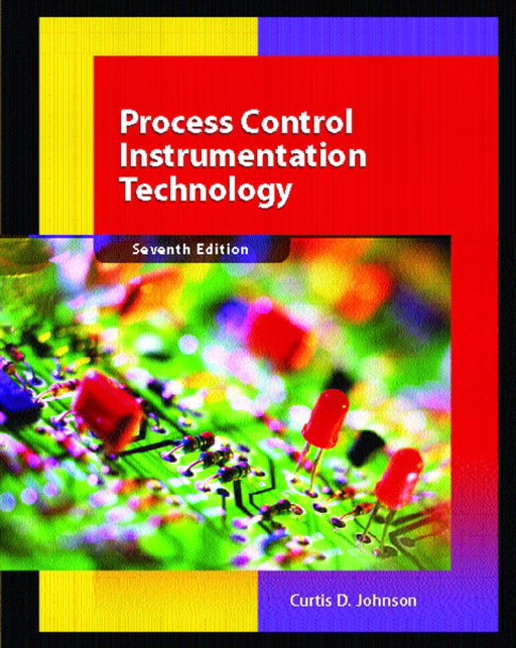 Process Control
Instrumentation
Technology
Seventh Edition
Curtis D. Johnson